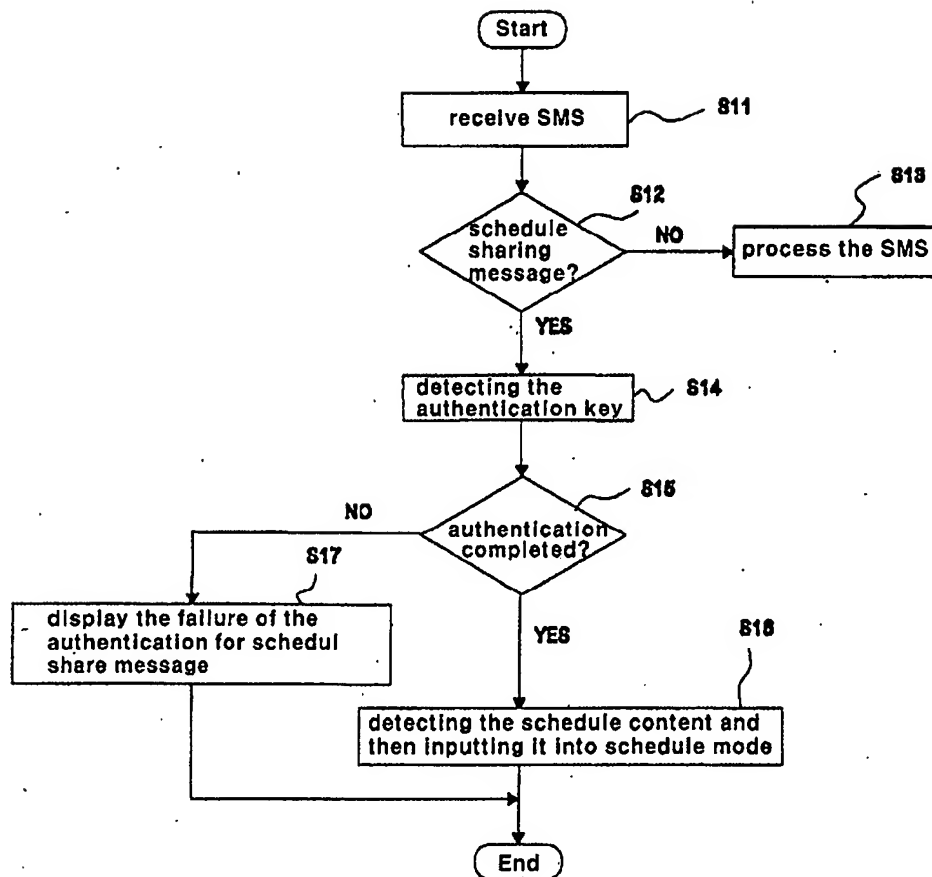 Start
receive SMS
S11
schedule
sharing
message?
S12
NO
process the SMS
S13
YES
detecting the
authentication key
S14
authentication
completed?
S15
NO
S17
display the failure of the
authentication for schedul
share message
YES
S16
detecting the schedule content and
then inputting it into schedule mode
End